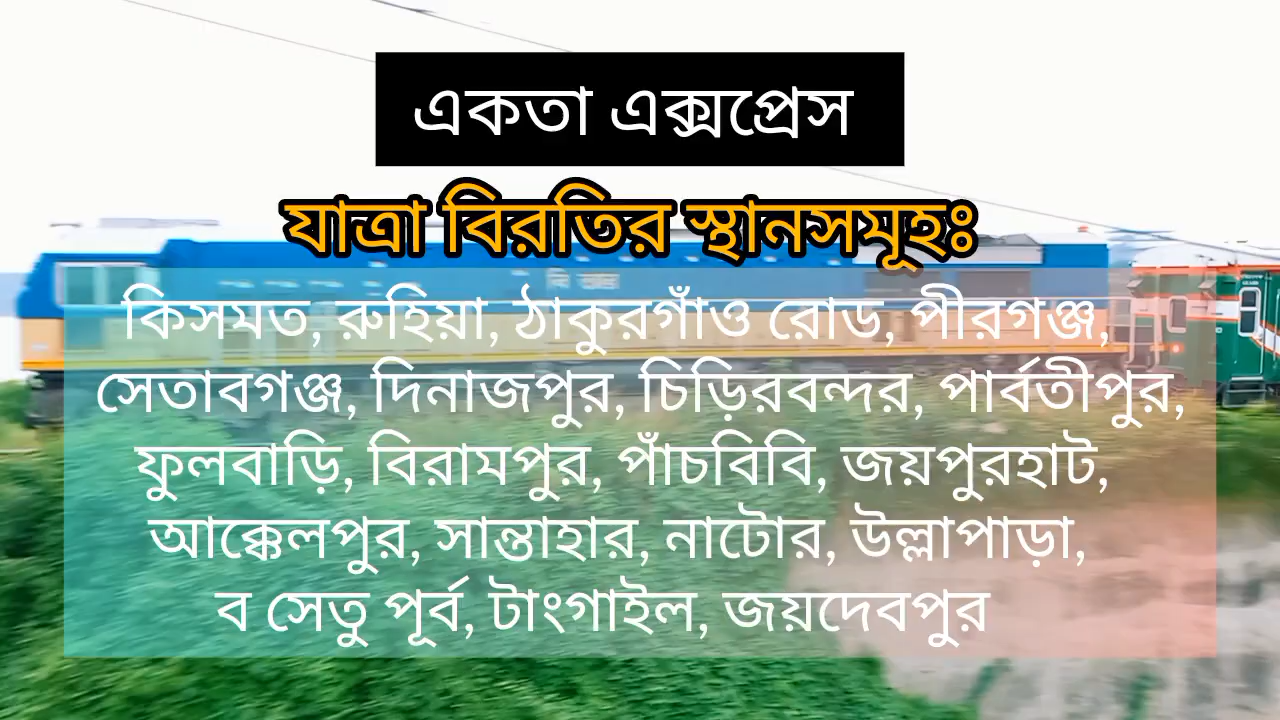 একতা এক্সপ্রেস
যাত্রা বিরতির স্থানসমূহঃ
কিসমত, রুহিয়া, ঠাকুরগাঁও রোড, পীরগঞ্জ,
সেতাবগঞ্জ, দিনাজপুর, চিড়িরবন্দর, পার্বতীপুর,
ফুলবাড়ি, বিরামপুর, পাঁচবিবি, জয়পুরহাট,
আক্কেলপুর, সান্তাহার, নাটোর, উল্লাপাড়া,
ব সেতু পূর্ব, টাংগাইল, জয়দেবপুর